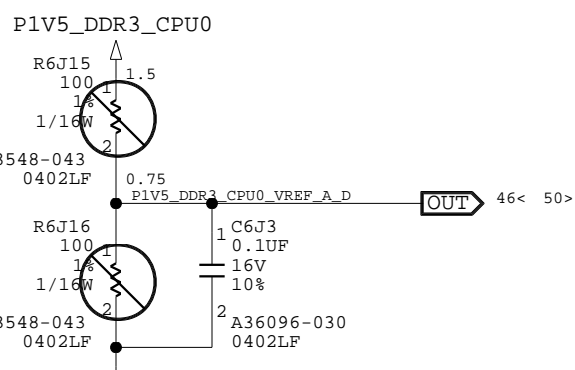 P1V5_DDR3_CPU0
R6J15
100
1%
1/16W
1
1.5
2
3548-043
0402LF
0.75
P1V5_DDR3_CPU0_VREF_A_D
OUT
46< 50>
R6J16
100
1%
1/16W
1
2
3548-043
0402LF
1
C6J3
0.1UF
16V
10%
2
A36096-030
0402LF